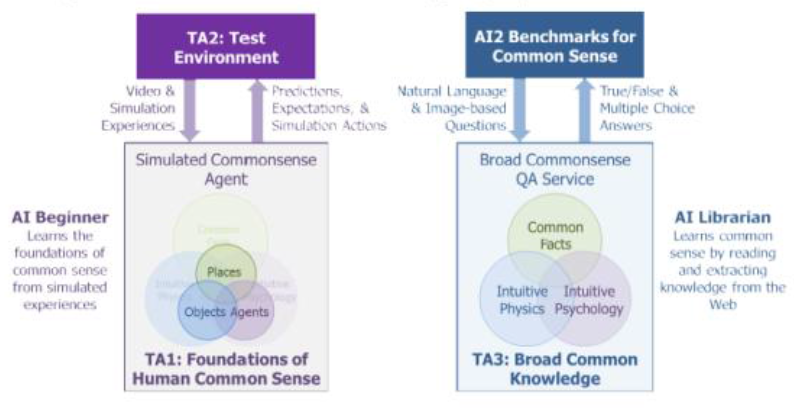 TA2: Test
Environment
AI2 Benchmarks for
Common Sense
Video &
Simulation
Experiences
Predictions,
Expectations, &
Simulation Actions
Natural Language
& Image-based
Questions
True/False &
Multiple Choice
Answers
Simulated Commonsense
Agent
Broad Commonsense
QA Service
AI Beginner
Learns the
foundations of
common sense
from simulated
experiences
Common
Places
Objects
Agents
Common
Facts
Intuitive
Physics
Intuitive
Psychology
AI Librarian
Learns common
sense by reading
and extracting
knowledge from the
Web
TA1: Foundations of
Human Common Sense
TA3: Broad Common
Knowledge